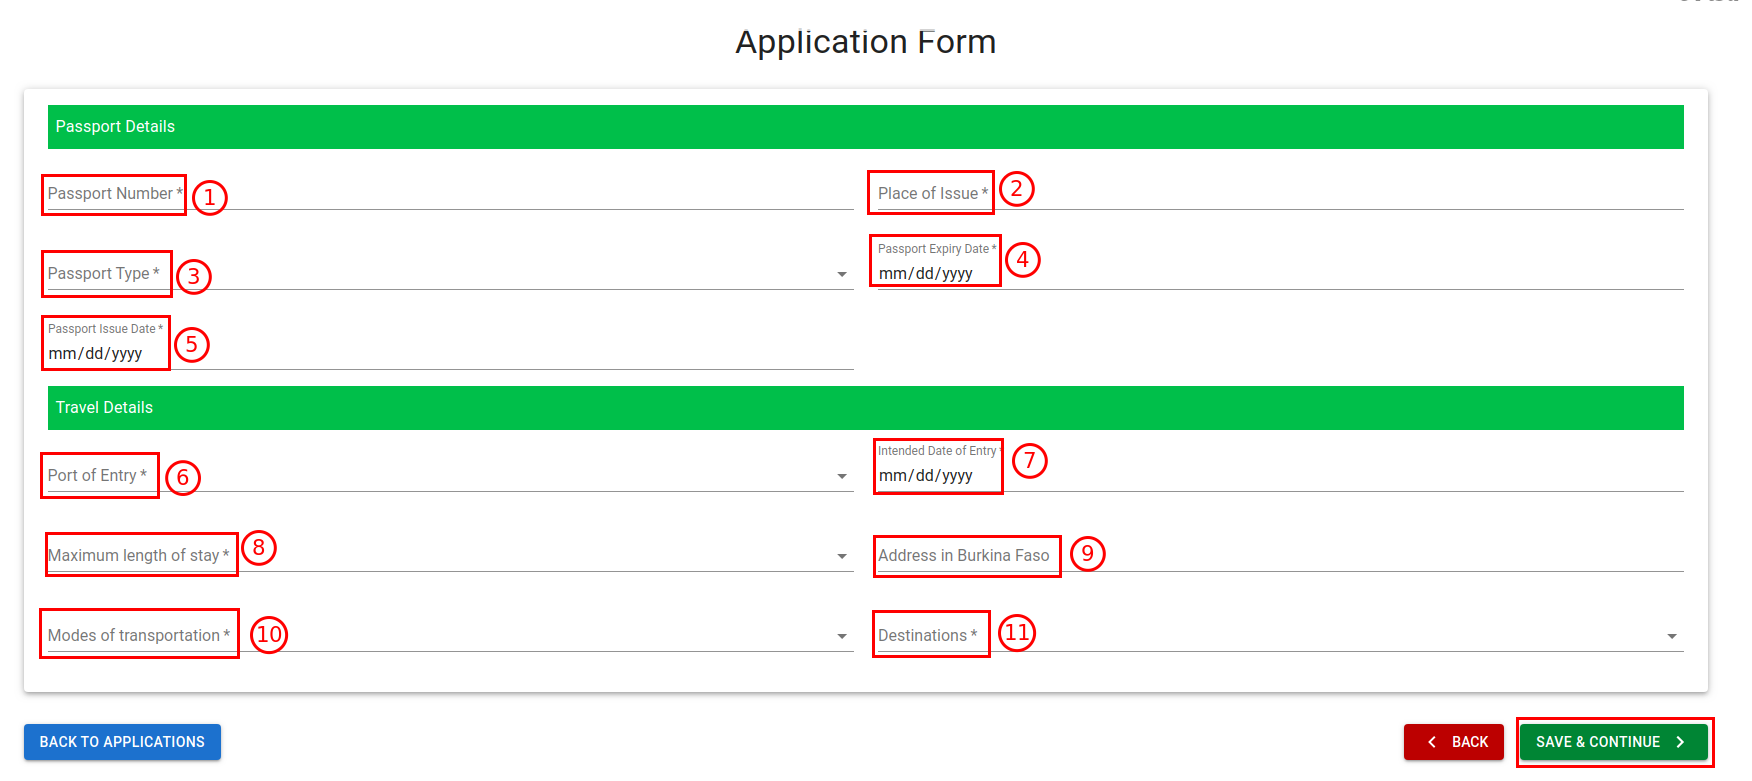 Application Form
Passport Details
Passport Number * 1
Place of Issue * 2
Passport Type * 3
Passport Expiry Date * 4
mm/dd/yyyy
Passport Issue Date * 5
mm/dd/yyyy
Travel Details
Port of Entry * 6
Intended Date of Entry * 7
mm/dd/yyyy
Maximum length of stay * 8
Address in Burkina Faso 9
Modes of transportation * 10
Destinations * 11
BACK TO APPLICATIONS
BACK
SAVE & CONTINUE